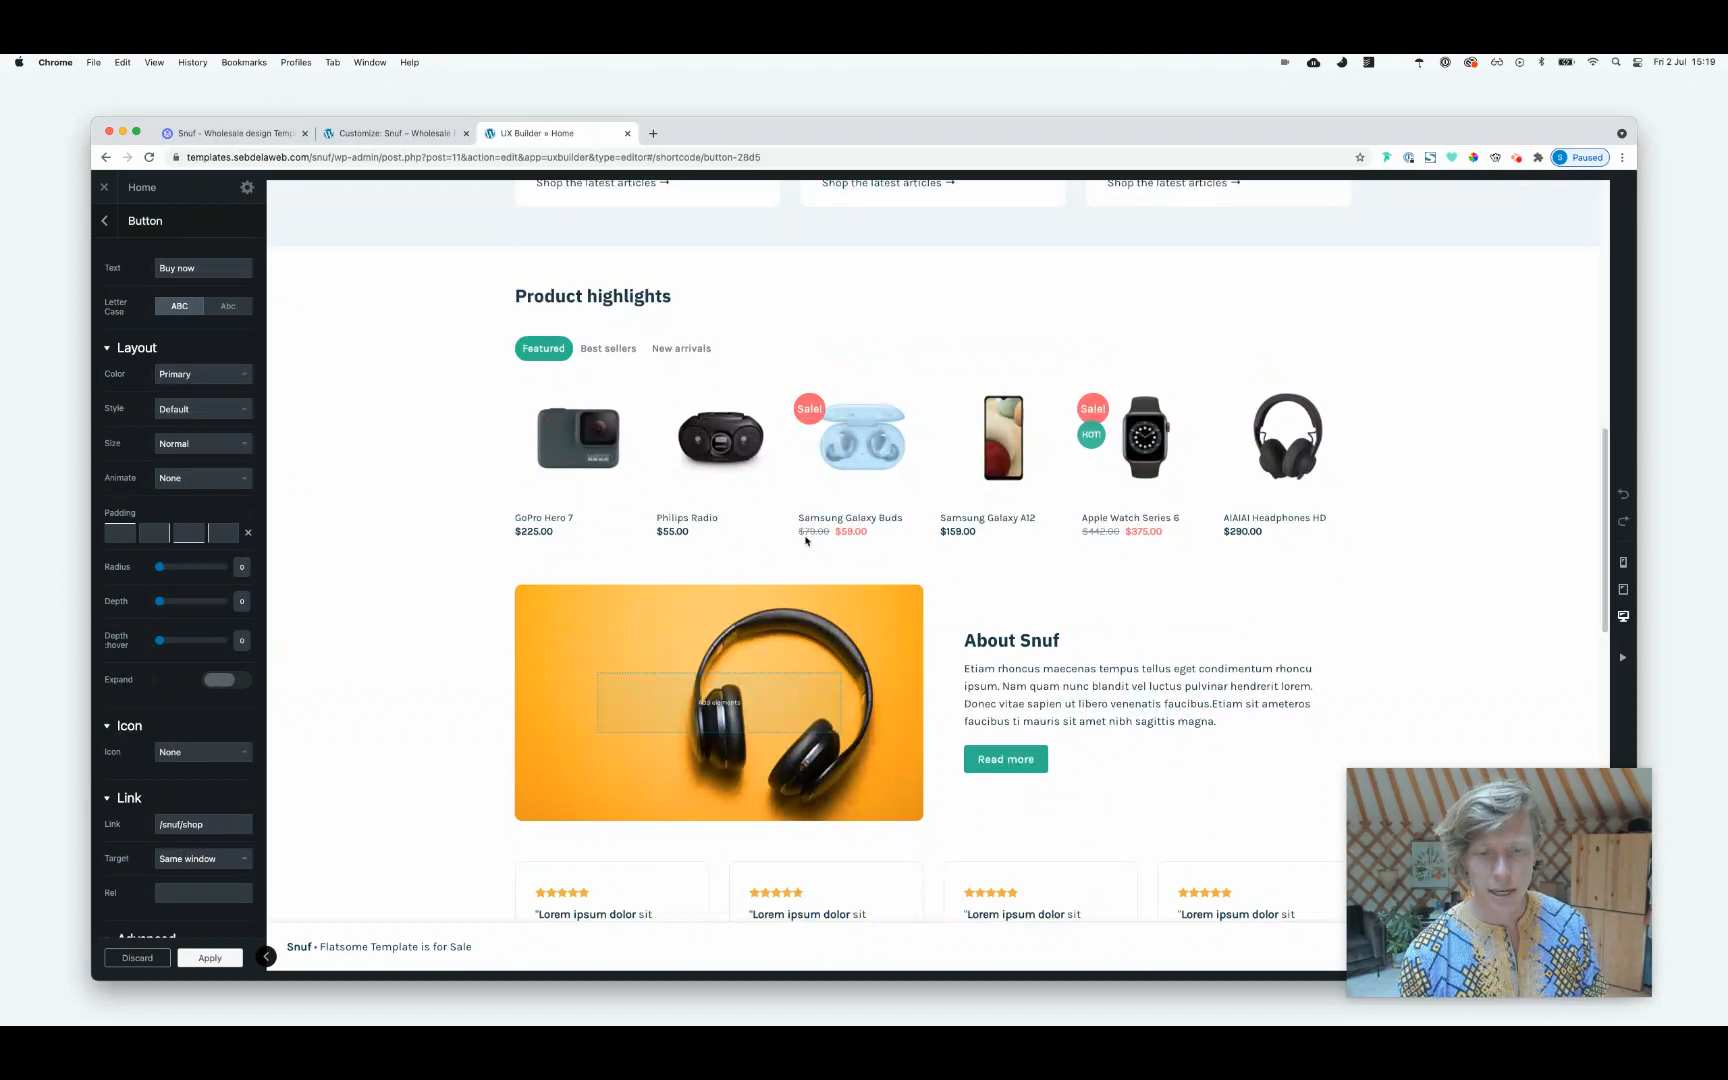 Chrome File Edit View History Bookmarks Profiles Tab Window Help
Fri 2 Jul 15:19
Snuf - Wholesale design Templ
Customize: Snuf – Wholesale
UX Builder » Home
templates.sebdelaweb.com/snuf/wp-admin/post.php?post=11&action=edit&app=uxbuilder&type=editor#/shortcode/button-28d5
S Paused
Home
Button
Text Buy now
Letter Case ABC Abc
Layout
Color Primary
Style Default
Size Normal
Animate None
Padding
Radius 0
Depth 0
Depth :hover 0
Expand
Icon
Icon None
Link
Link /snuf/shop
Target Same window
Rel
Advanced
Discard Apply
Shop the latest articles → Shop the latest articles → Shop the latest articles →
Product highlights
Featured Best sellers New arrivals
Sale! Sale!
HOT!
GoPro Hero 7 Philips Radio Samsung Galaxy Buds Samsung Galaxy A12 Apple Watch Series 6 AIAIAI Headphones HD
$225.00 $55.00 $79.00 $59.00 $159.00 $442.00 $375.00 $290.00
Add elements
About Snuf
Etiam rhoncus maecenas tempus tellus eget condimentum rhoncu
ipsum. Nam quam nunc blandit vel luctus pulvinar hendrerit lorem.
Donec vitae sapien ut libero venenatis faucibus.Etiam sit ameteros
faucibus ti mauris sit amet nibh sagittis magna.
Read more
"Lorem ipsum dolor sit "Lorem ipsum dolor sit "Lorem ipsum dolor sit "Lorem ipsum dolor sit
Snuf • Flatsome Template is for Sale